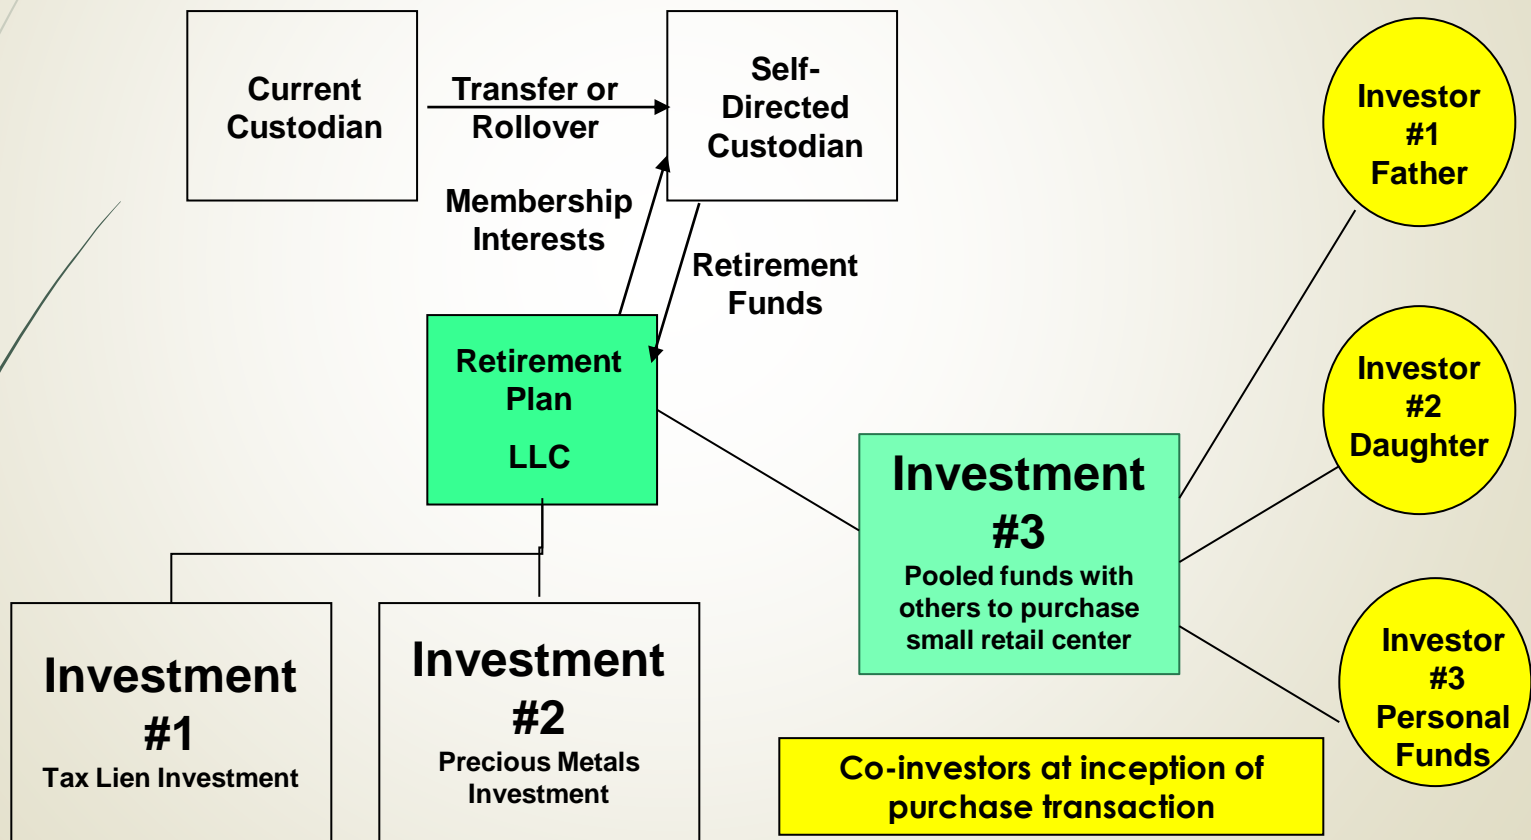 Current
Custodian
Transfer or
Rollover
Self-
Directed
Custodian
Membership
Interests
Retirement
Funds
Retirement
Plan
LLC
Investment
#1
Tax Lien Investment
Investment
#2
Precious Metals
Investment
Investment
#3
Pooled funds with
others to purchase
small retail center
Investor
#1
Father
Investor
#2
Daughter
Investor
#3
Personal
Funds
Co-investors at inception of
purchase transaction